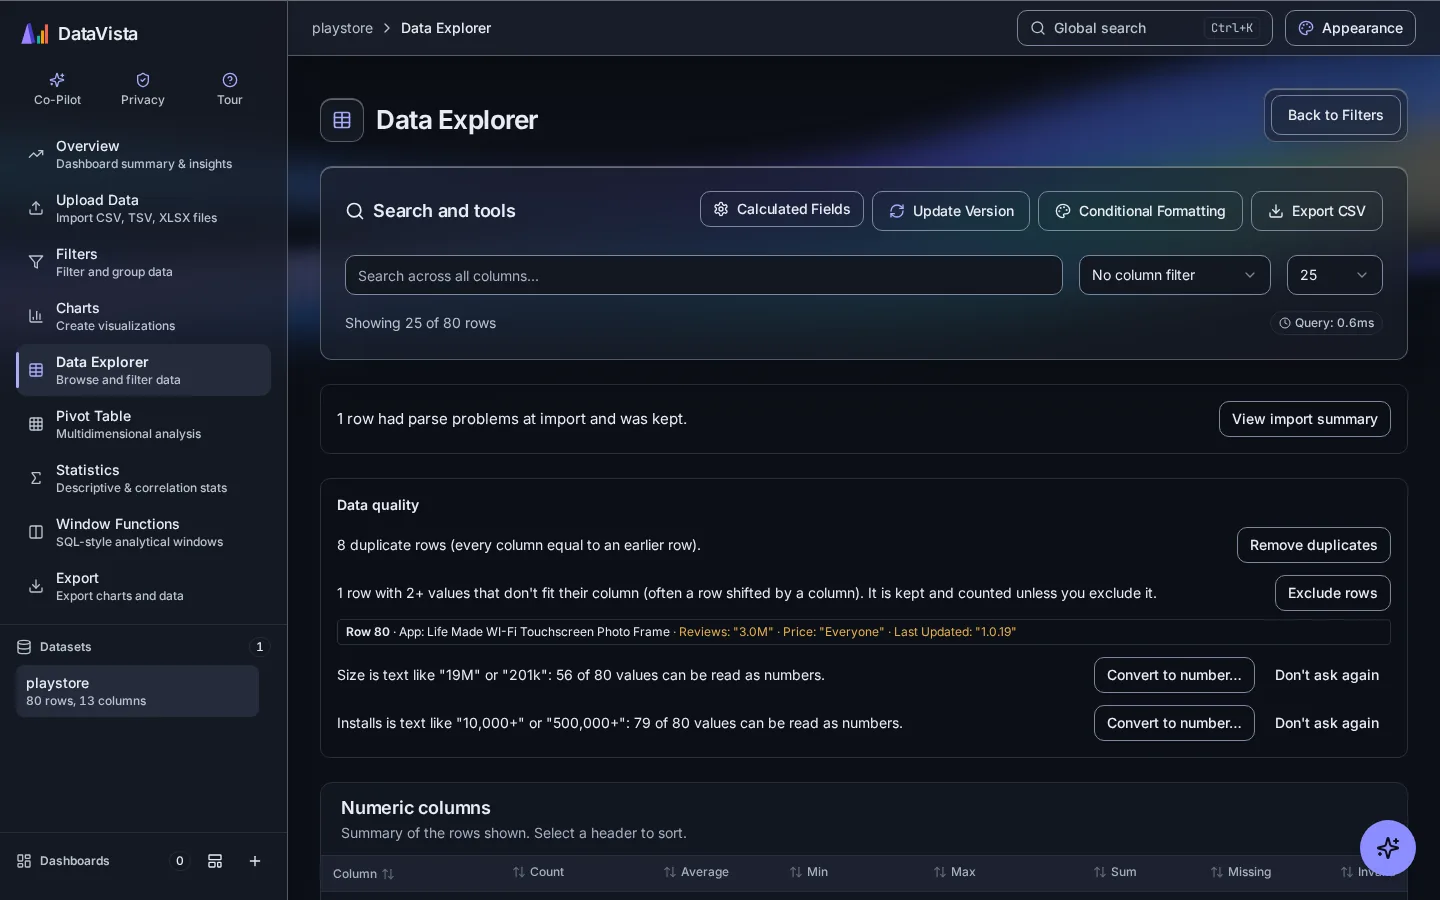 DataVista
Co-Pilot
Privacy
Tour
Overview
Dashboard summary & insights
Upload Data
Import CSV, TSV, XLSX files
Filters
Filter and group data
Charts
Create visualizations
Data Explorer
Browse and filter data
Pivot Table
Multidimensional analysis
Statistics
Descriptive & correlation stats
Window Functions
SQL-style analytical windows
Export
Export charts and data
Datasets 1
playstore
80 rows, 13 columns
Dashboards 0
playstore > Data Explorer
Global search Ctrl+K
Appearance
Data Explorer
Back to Filters
Search and tools
Calculated Fields
Update Version
Conditional Formatting
Export CSV
Search across all columns...
No column filter
25
Showing 25 of 80 rows
Query: 0.6ms
1 row had parse problems at import and was kept.
View import summary
Data quality
8 duplicate rows (every column equal to an earlier row).
Remove duplicates
1 row with 2+ values that don't fit their column (often a row shifted by a column). It is kept and counted unless you exclude it.
Exclude rows
Row 80 · App: Life Made WI-Fi Touchscreen Photo Frame · Reviews: "3.0M" · Price: "Everyone" · Last Updated: "1.0.19"
Size is text like "19M" or "201k": 56 of 80 values can be read as numbers.
Convert to number...
Don't ask again
Installs is text like "10,000+" or "500,000+": 79 of 80 values can be read as numbers.
Convert to number...
Don't ask again
Numeric columns
Summary of the rows shown. Select a header to sort.
Column Count Average Min Max Sum Missing